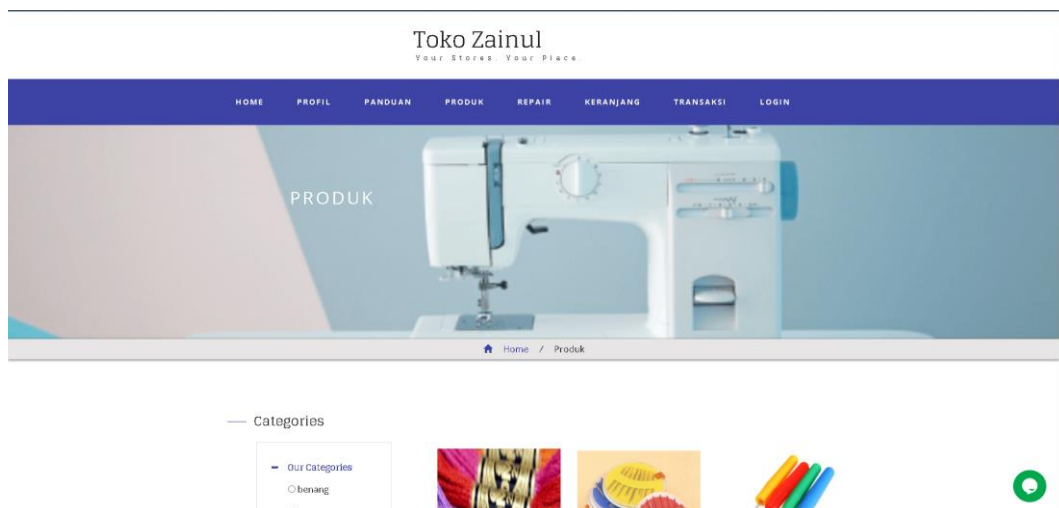 Toko Zainul
Your Stores. Your Place.
HOME PROFIL PANDUAN PRODUK REPAIR KERANJANG TRANSAKSI LOGIN
PRODUK
Home / Produk
Categories
Our Categories
benang